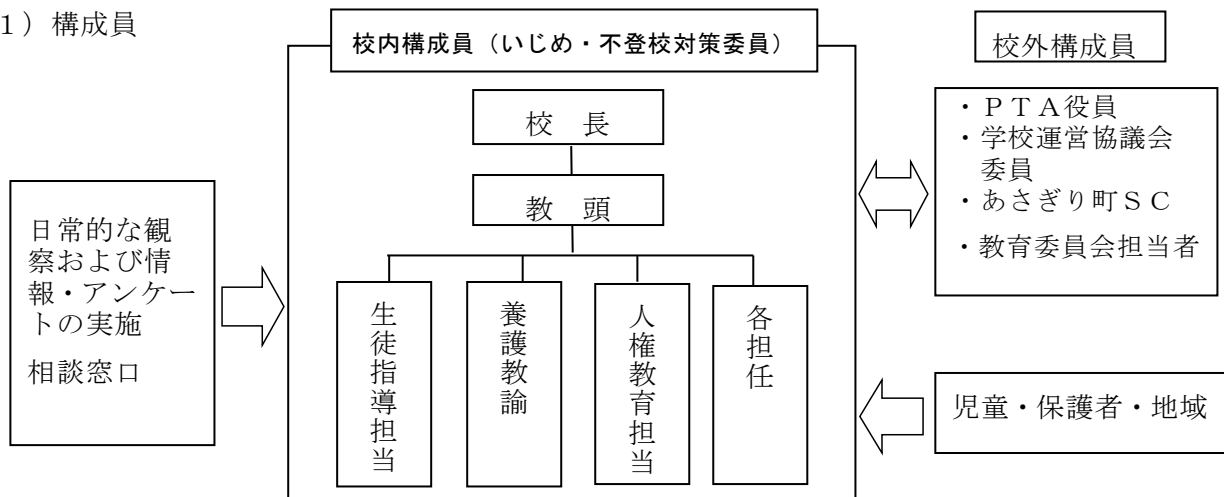 １）構成員
校内構成員（いじめ・不登校対策委員）
校外構成員
校　長
教　頭
生徒指導担当
養護教諭
人権教育担当
各担任
日常的な観
察および情
報・アンケー
トの実施
相談窓口
・ＰＴＡ役員
・学校運営協議会
委員
・あさぎり町ＳＣ
・教育委員会担当者
児童・保護者・地域